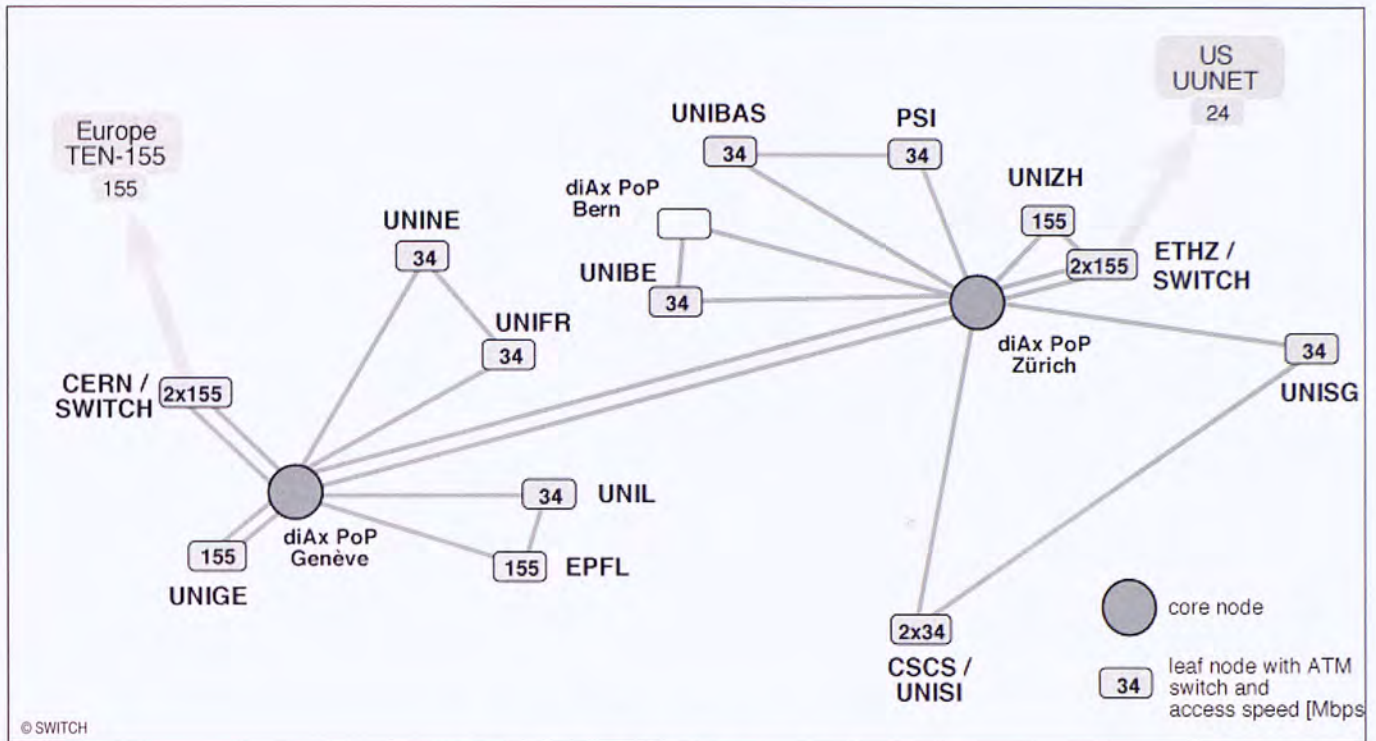 US
UUNET
24
Europe
TEN-155
155
UNIBAS
34
PSI
34
diAx PoP
Bern
UNIZH
155
UNINE
34
ETHZ /
SWITCH
2x155
UNIBE
34
UNIFR
34
diAx PoP
Zürich
34
UNISG
CERN /
SWITCH
2x155
34
UNIL
diAx PoP
Genève
155
UNIGE
155
EPFL
2x34
CSCS /
UNISI
core node
34
leaf node with ATM
switch and
access speed [Mbps
© SWITCH